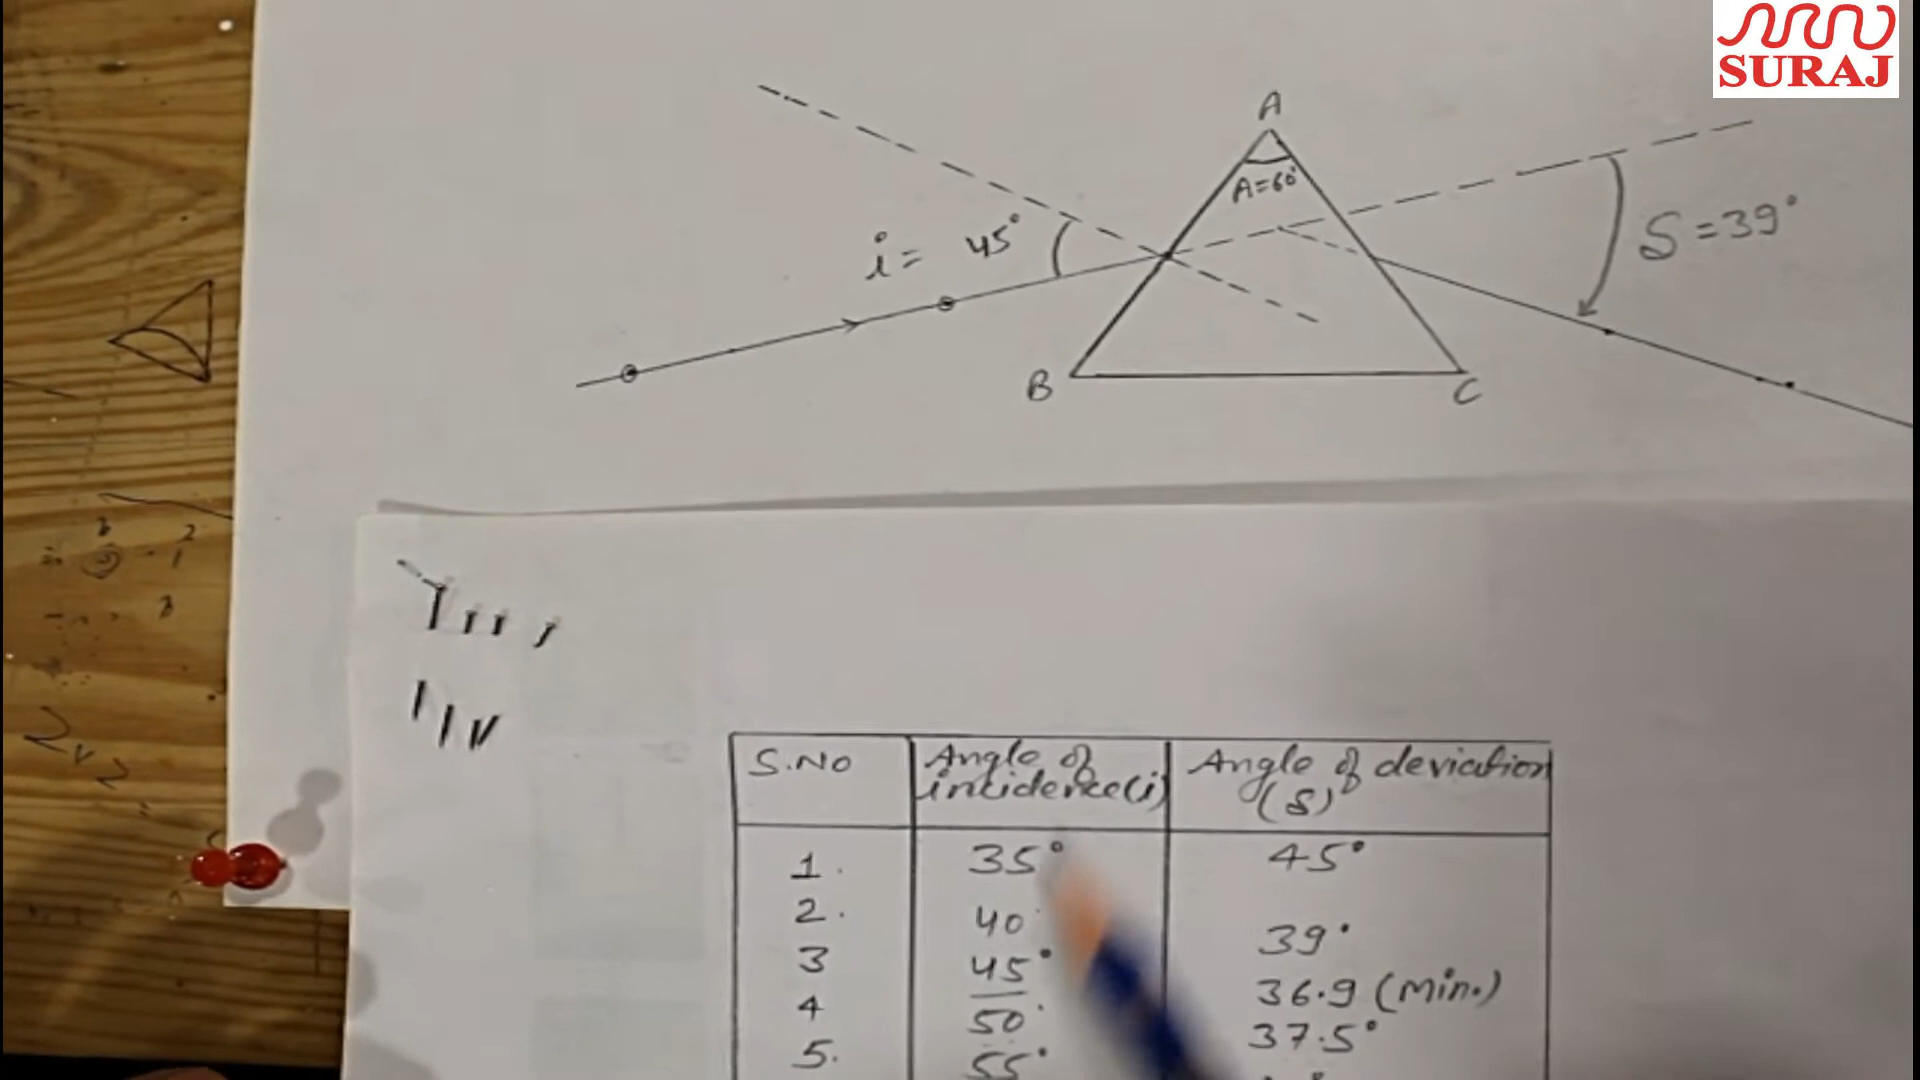 SURAJ
A
A=60°
i = 45°
δ = 39°
B
C
S.No
Angle of incidence(i)
Angle of deviation (δ)
1.
35°
45°
2.
40
39°
3
45°
36.9 (Min.)
4
50
37.5°
5.
55°